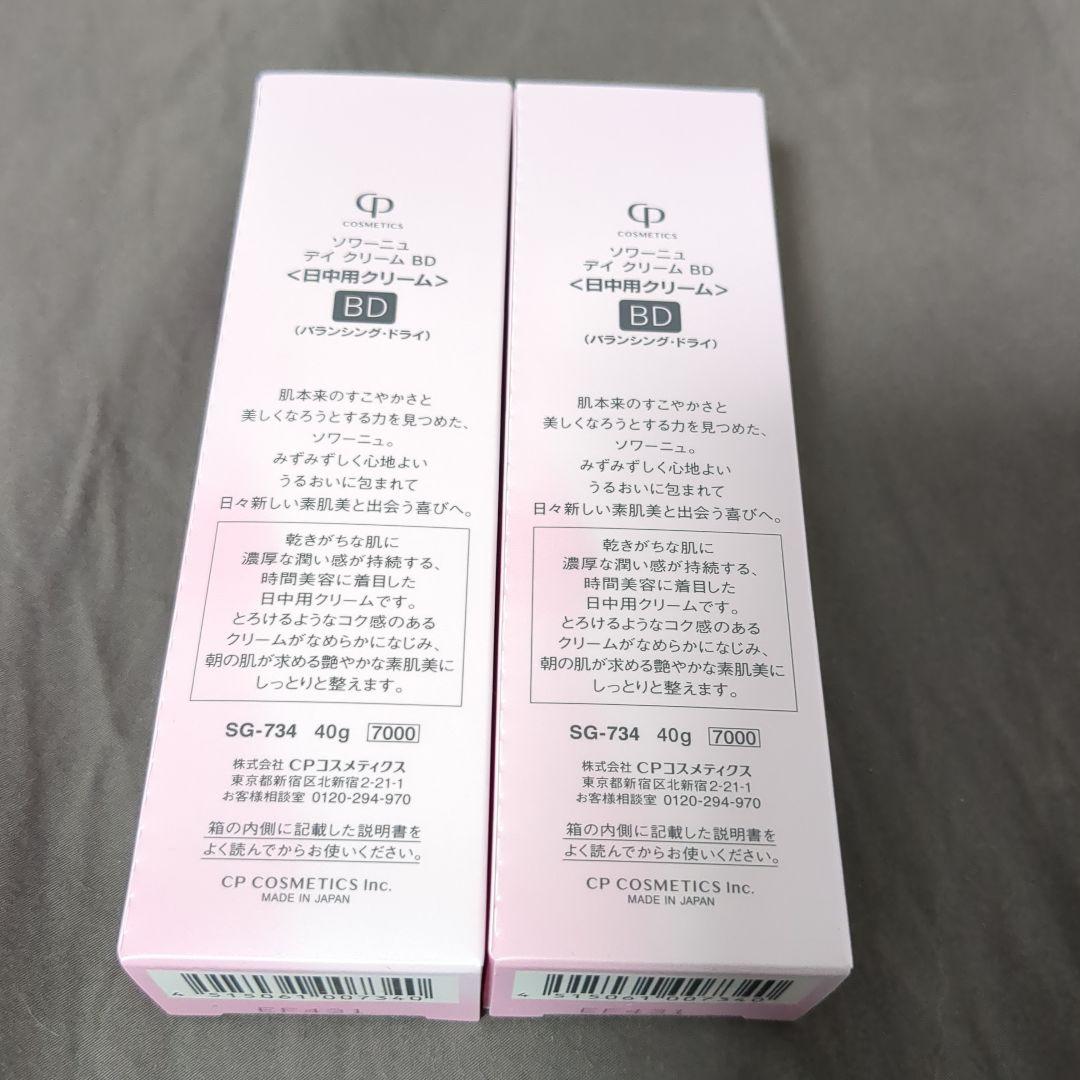 CP
COSMETICS
ソワーニュ
デイ クリーム BD
<日中用クリーム>
BD
(バランシング・ドライ)
肌本来のすこやかさと
美しくなろうとする力を見つめた、
ソワーニュ。
みずみずしく心地よい
うるおいに包まれて
日々新しい素肌美と出会う喜びへ。
乾きがちな肌に
濃厚な潤い感が持続する、
時間美容に着目した
日中用クリームです。
とろけるようなコク感のある
クリームがなめらかになじみ、
朝の肌が求める艶やかな素肌美に
しっとりと整えます。
SG-734 40g 7000
株式会社 CPコスメティクス
東京都新宿区北新宿2-21-1
お客様相談室 0120-294-970
箱の内側に記載した説明書を
よく読んでからお使いください。
CP COSMETICS Inc.
MADE IN JAPAN
4 515061 007340
EF431
CP
COSMETICS
ソワーニュ
デイ クリーム BD
<日中用クリーム>
BD
(バランシング・ドライ)
肌本来のすこやかさと
美しくなろうとする力を見つめた、
ソワーニュ。
みずみずしく心地よい
うるおいに包まれて
日々新しい素肌美と出会う喜びへ。
乾きがちな肌に
濃厚な潤い感が持続する、
時間美容に着目した
日中用クリームです。
とろけるようなコク感のある
クリームがなめらかになじみ、
朝の肌が求める艶やかな素肌美に
しっとりと整えます。
SG-734 40g 7000
株式会社 CPコスメティクス
東京都新宿区北新宿2-21-1
お客様相談室 0120-294-970
箱の内側に記載した説明書を
よく読んでからお使いください。
CP COSMETICS Inc.
MADE IN JAPAN
4 515061 007340